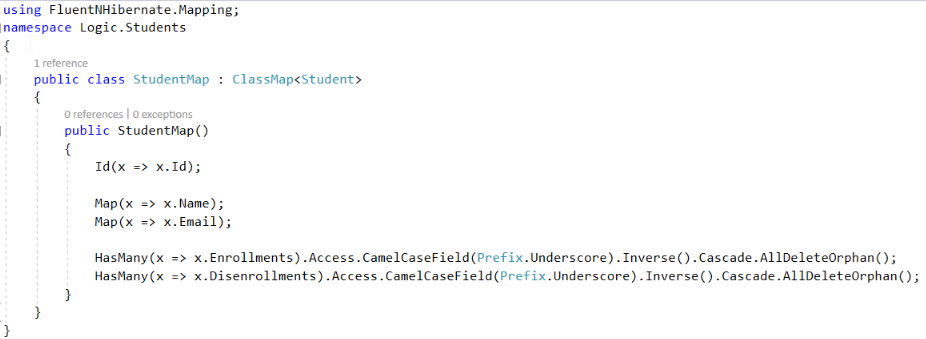 using FluentNHibernate.Mapping;
namespace Logic.Students
{
1 reference
public class StudentMap : ClassMap<Student>
{
0 references | 0 exceptions
public StudentMap()
{
Id(x => x.Id);
Map(x => x.Name);
Map(x => x.Email);
HasMany(x => x.Enrollments).Access.CamelCaseField(Prefix.Underscore).Inverse().Cascade.AllDeleteOrphan();
HasMany(x => x.Disenrollments).Access.CamelCaseField(Prefix.Underscore).Inverse().Cascade.AllDeleteOrphan();
}
}
}